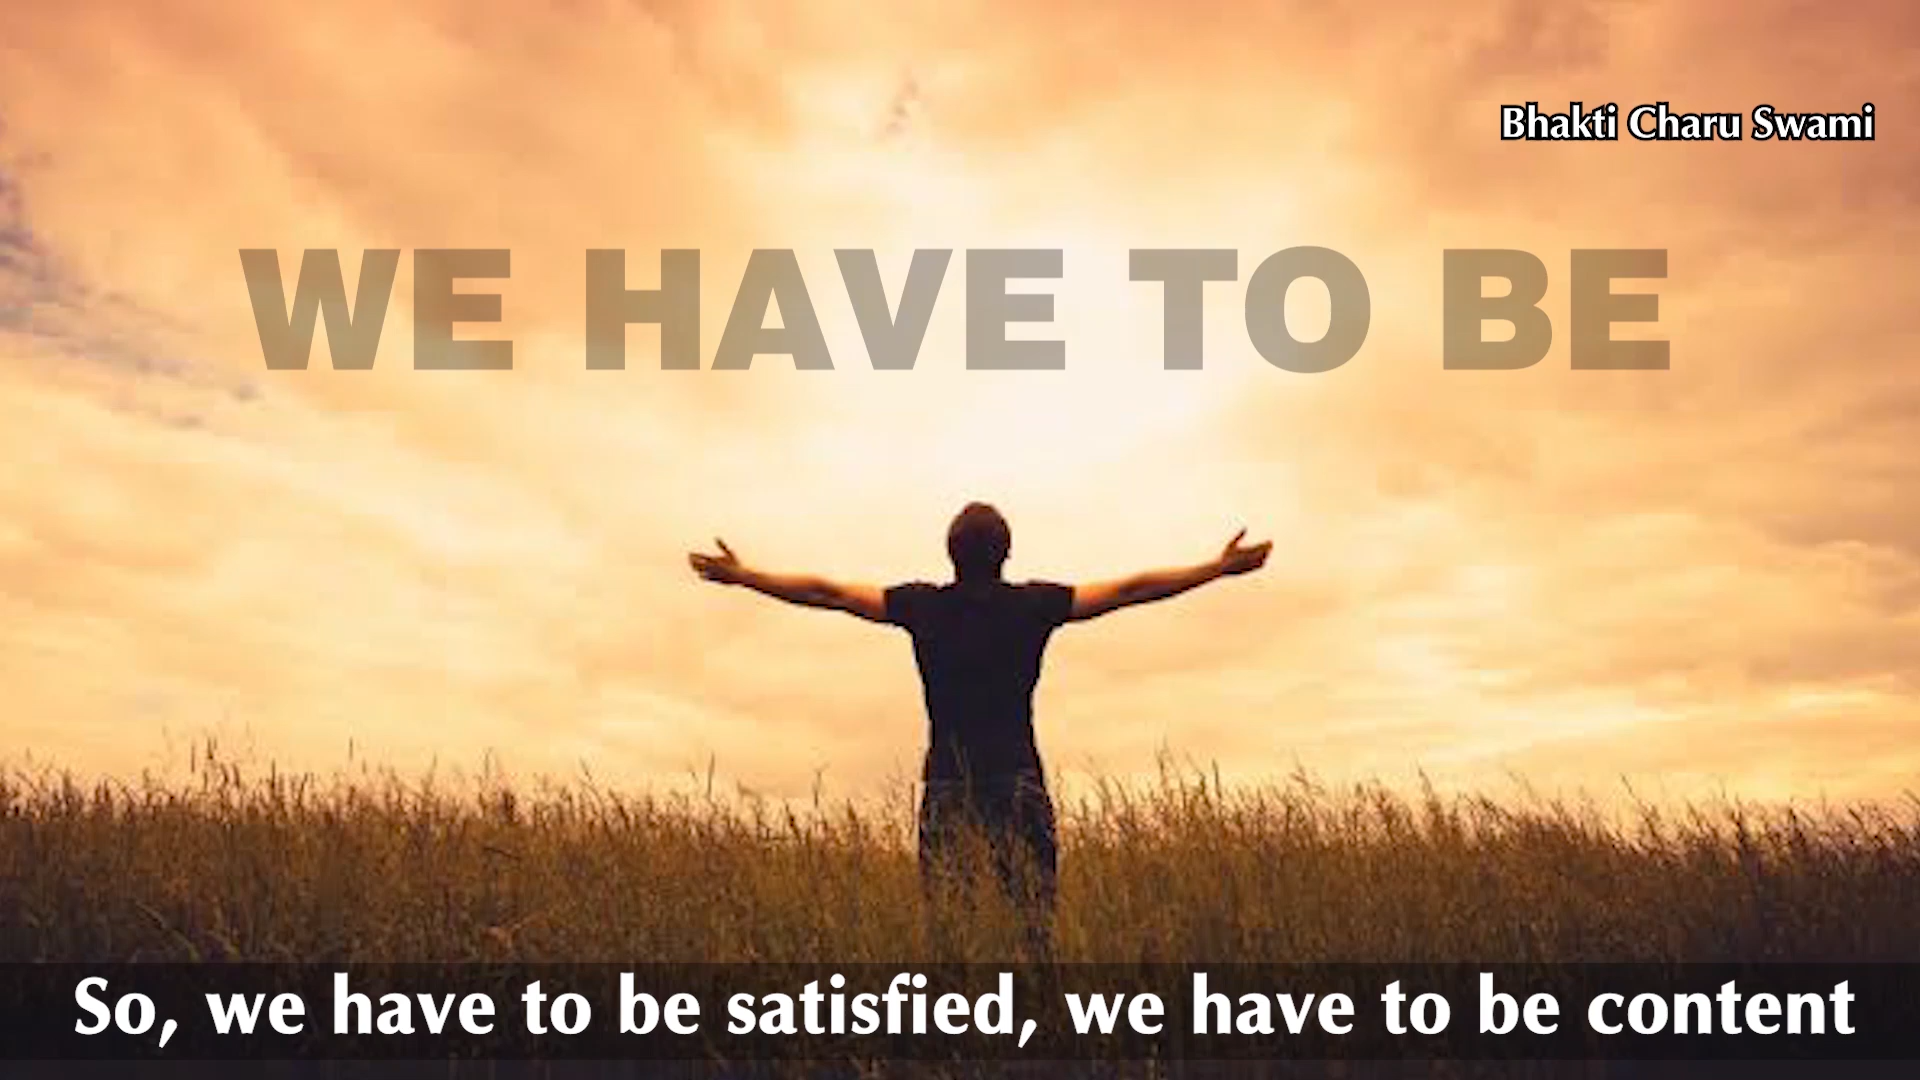 Bhakti Charu Swami
WE HAVE TO BE
So, we have to be satisfied, we have to be content